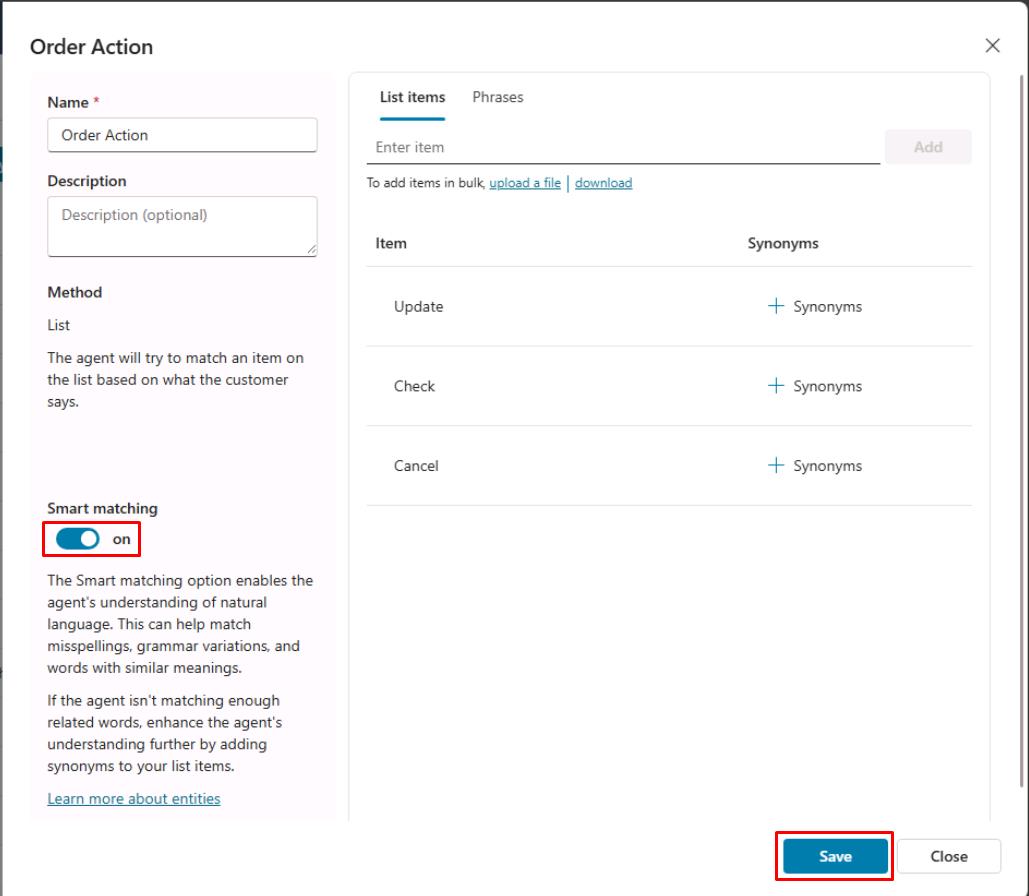 Order Action
Name *
Order Action
Description
Description (optional)
Method
List
The agent will try to match an item on
the list based on what the customer
says.
Smart matching
on
The Smart matching option enables the
agent's understanding of natural
language. This can help match
misspellings, grammar variations, and
words with similar meanings.
If the agent isn't matching enough
related words, enhance the agent's
understanding further by adding
synonyms to your list items.
Learn more about entities
List items Phrases
Enter item Add
To add items in bulk, upload a file | download
Item Synonyms
Update + Synonyms
Check + Synonyms
Cancel + Synonyms
Save Close